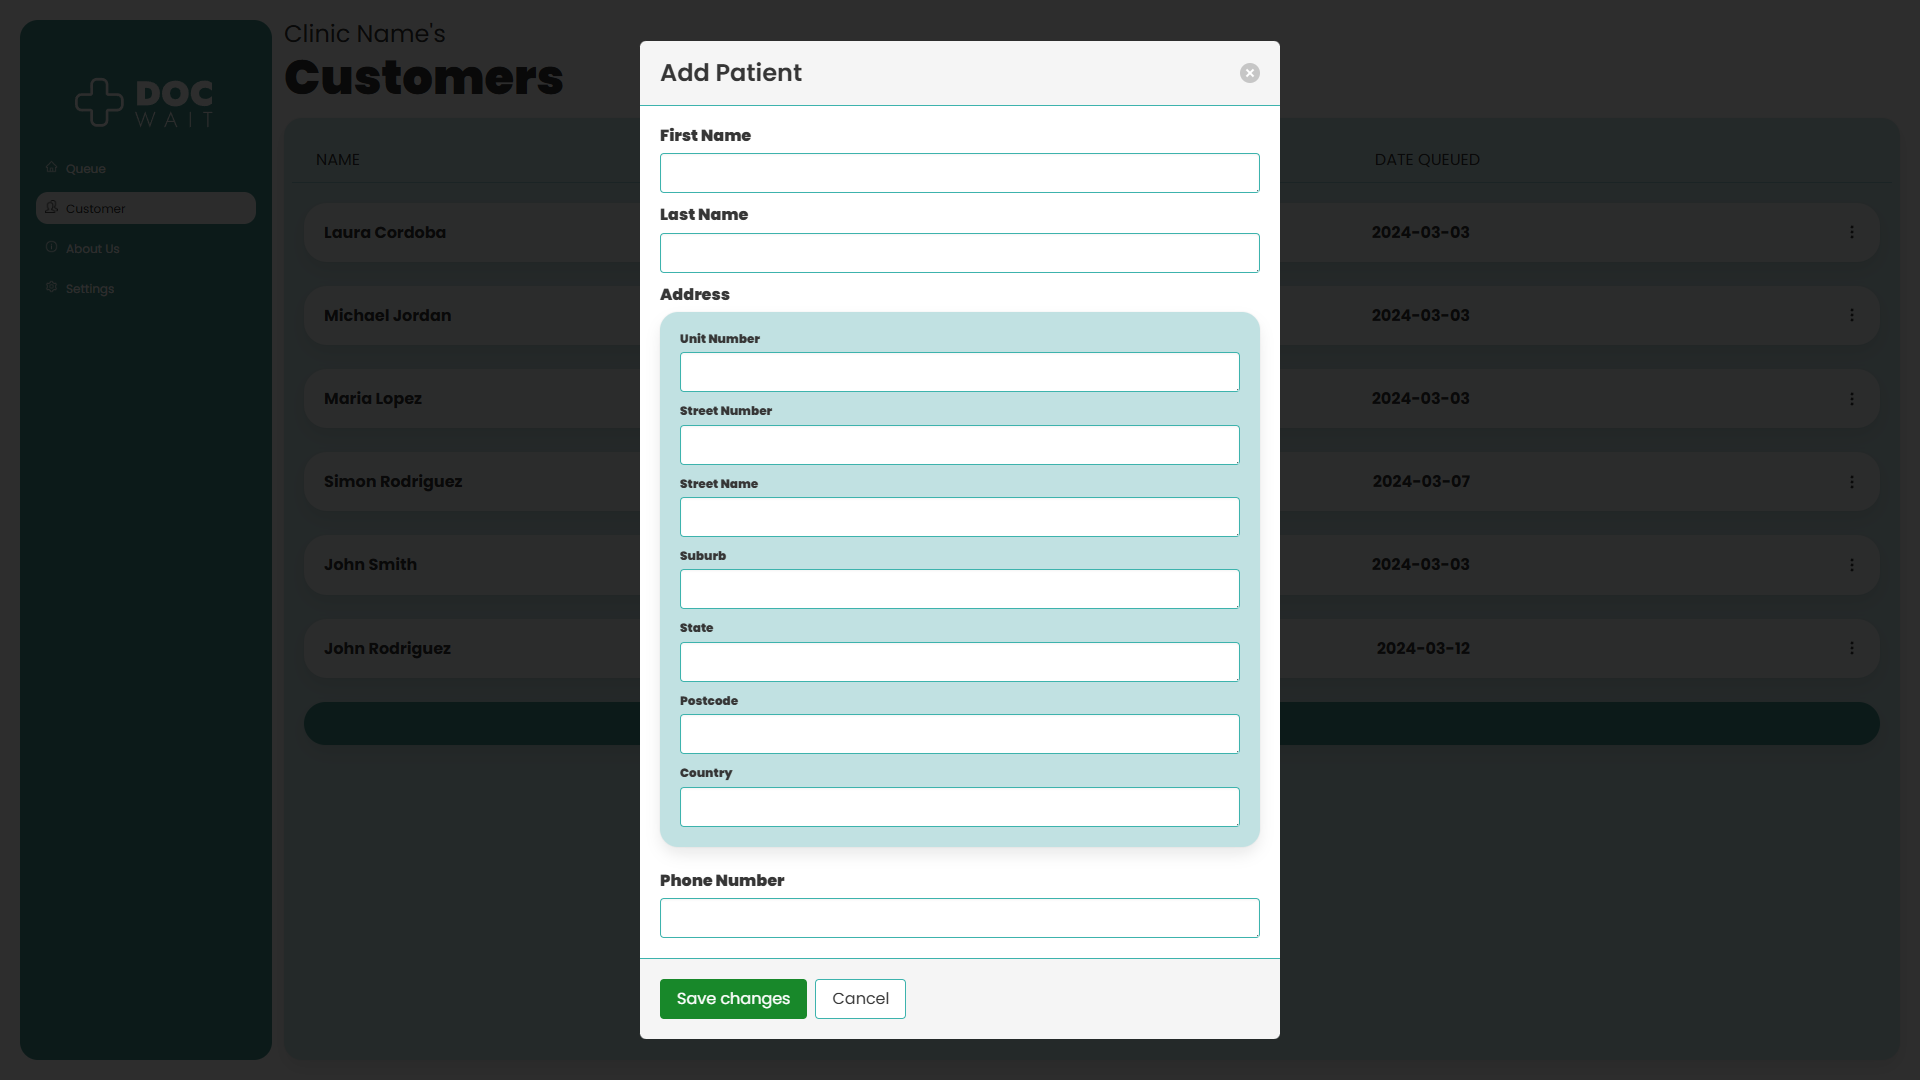 DOC
WAIT
Queue
Customer
About Us
Settings
Clinic Name's
Customers
NAME
DATE QUEUED
Laura Cordoba
2024-03-03
Michael Jordan
2024-03-03
Maria Lopez
2024-03-03
Simon Rodriguez
2024-03-07
John Smith
2024-03-03
John Rodriguez
2024-03-12
Add Patient
First Name
Last Name
Address
Unit Number
Street Number
Street Name
Suburb
State
Postcode
Country
Phone Number
Save changes
Cancel